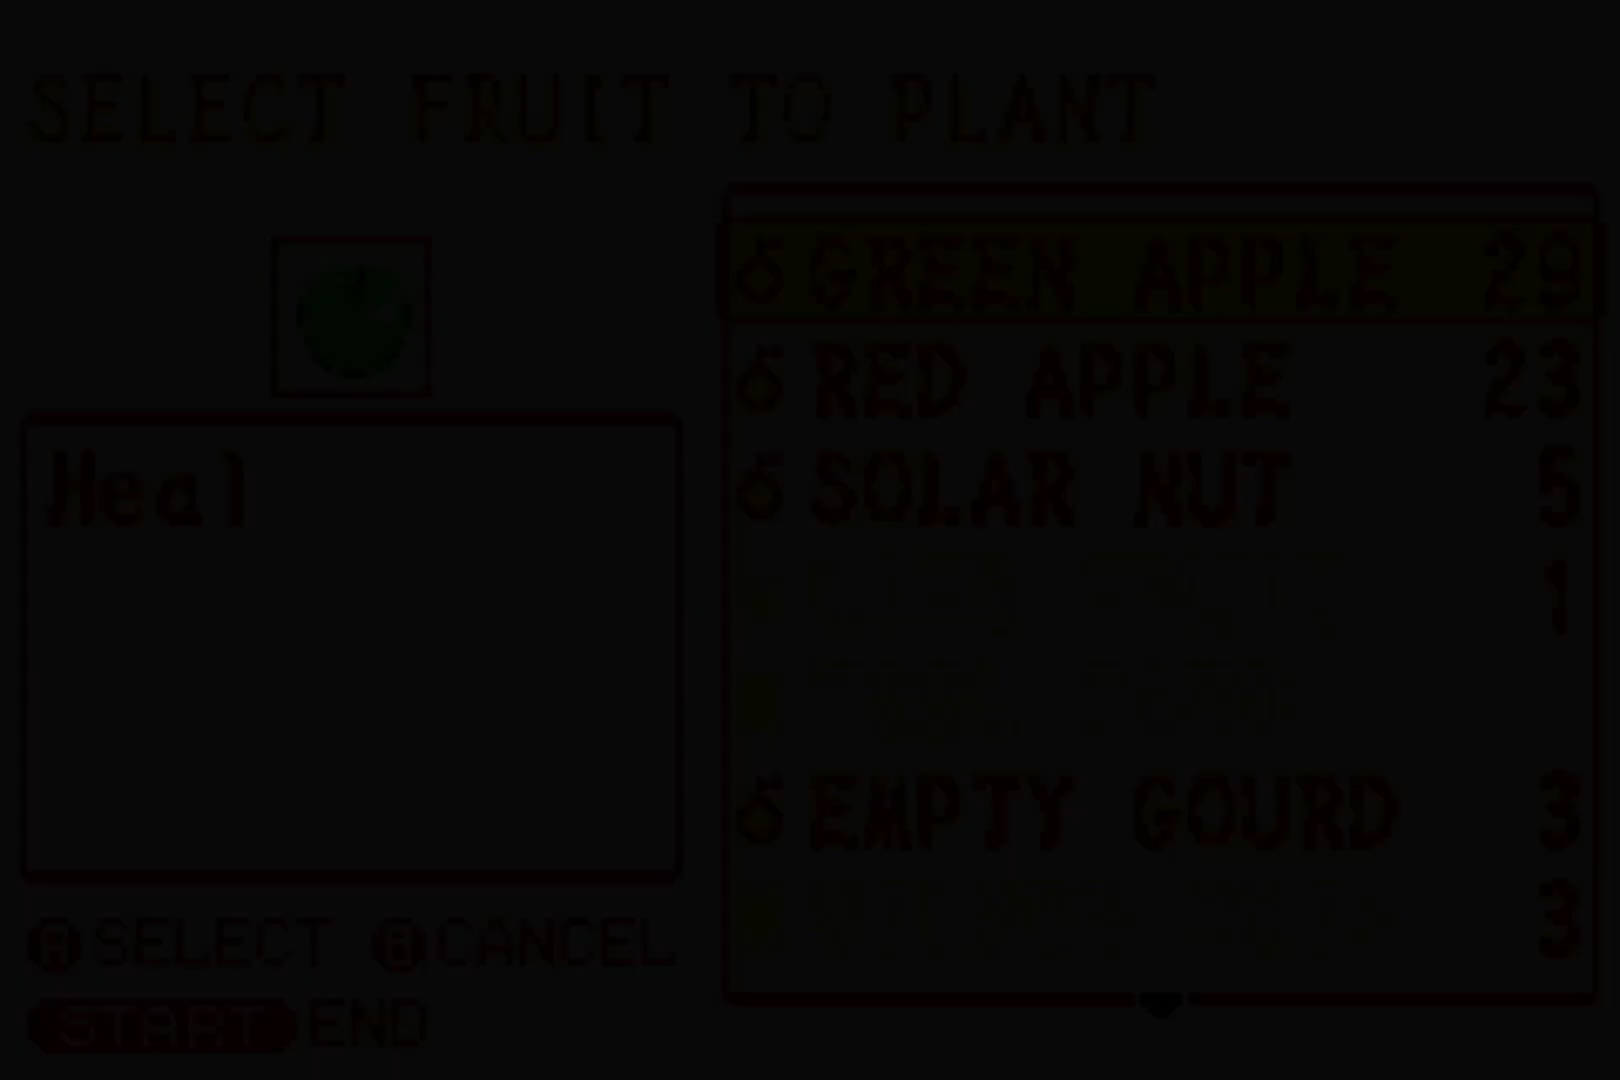 SELECT FRUIT TO PLANT
GREEN APPLE 29
RED APPLE 23
SOLAR NUT 5
1
EMPTY GOURD 3
3
Heal
A SELECT B CANCEL
START END